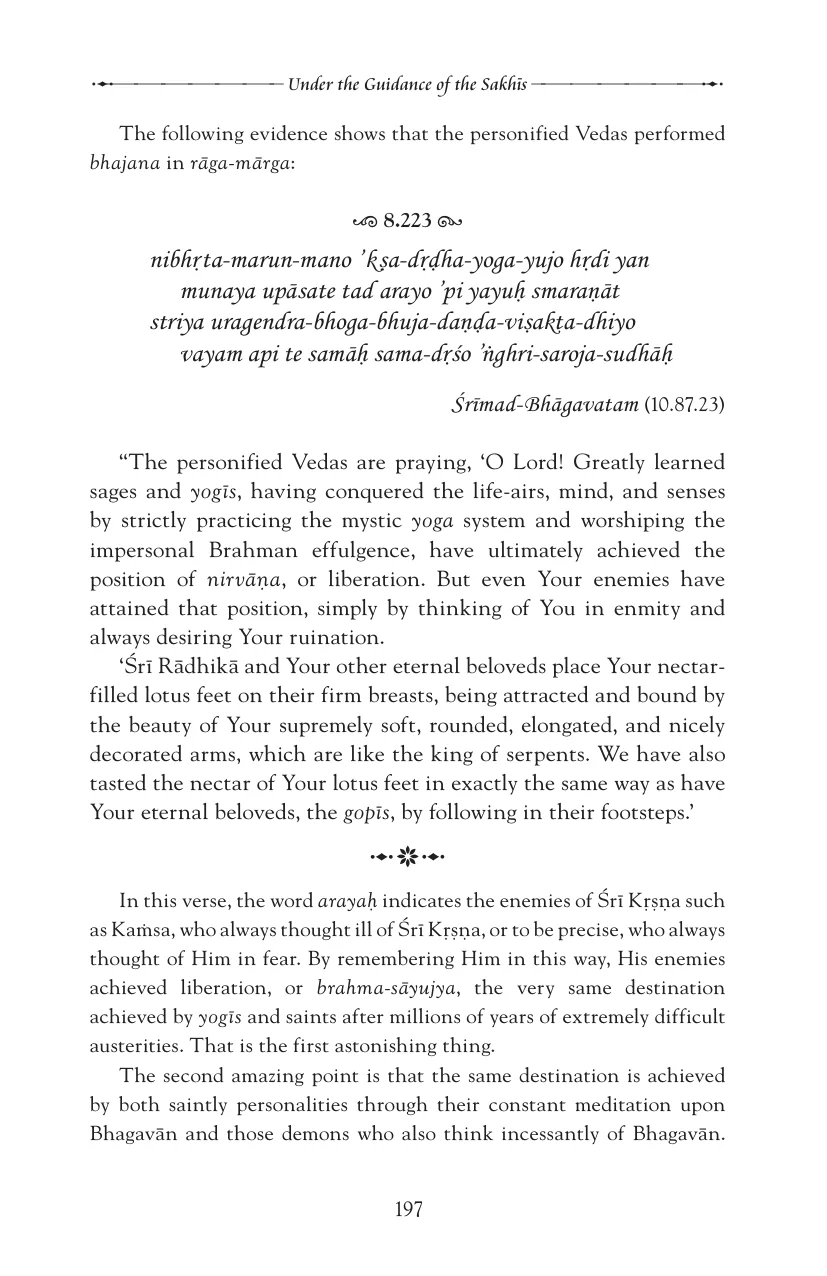 Under the Guidance of the Sakhīs
The following evidence shows that the personified Vedas performed
bhajana in rāga-mārga:
8.223
nibhṛta-marun-mano ’kṣa-dṛḍha-yoga-yujo hṛdi yan
munaya upāsate tad arayo ’pi yayuḥ smaraṇāt
striya uragendra-bhoga-bhuja-daṇḍa-viṣakṭa-dhiyo
vayam api te samāḥ sama-dṛśo ’ṅghri-saroja-sudhāḥ
Śrīmad-Bhāgavatam (10.87.23)
“The personified Vedas are praying, ‘O Lord! Greatly learned
sages and yogīs, having conquered the life-airs, mind, and senses
by strictly practicing the mystic yoga system and worshiping the
impersonal Brahman effulgence, have ultimately achieved the
position of nirvāṇa, or liberation. But even Your enemies have
attained that position, simply by thinking of You in enmity and
always desiring Your ruination.
‘Śrī Rādhikā and Your other eternal beloveds place Your nectar-
filled lotus feet on their firm breasts, being attracted and bound by
the beauty of Your supremely soft, rounded, elongated, and nicely
decorated arms, which are like the king of serpents. We have also
tasted the nectar of Your lotus feet in exactly the same way as have
Your eternal beloveds, the gopīs, by following in their footsteps.’
In this verse, the word arayaḥ indicates the enemies of Śrī Kṛṣṇa such
as Kaṁsa, who always thought ill of Śrī Kṛṣṇa, or to be precise, who always
thought of Him in fear. By remembering Him in this way, His enemies
achieved liberation, or brahma-sāyujya, the very same destination
achieved by yogīs and saints after millions of years of extremely difficult
austerities. That is the first astonishing thing.
The second amazing point is that the same destination is achieved
by both saintly personalities through their constant meditation upon
Bhagavān and those demons who also think incessantly of Bhagavān.
197